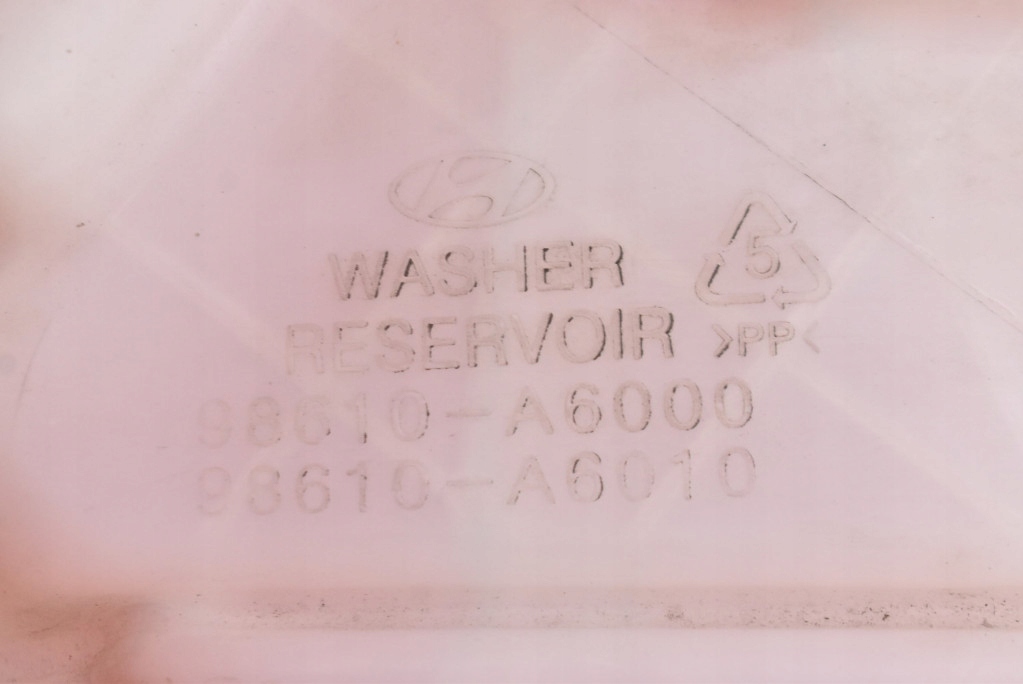 WASHER
RESERVOIR
98610-A6000
98610-A6010
5
>PP<